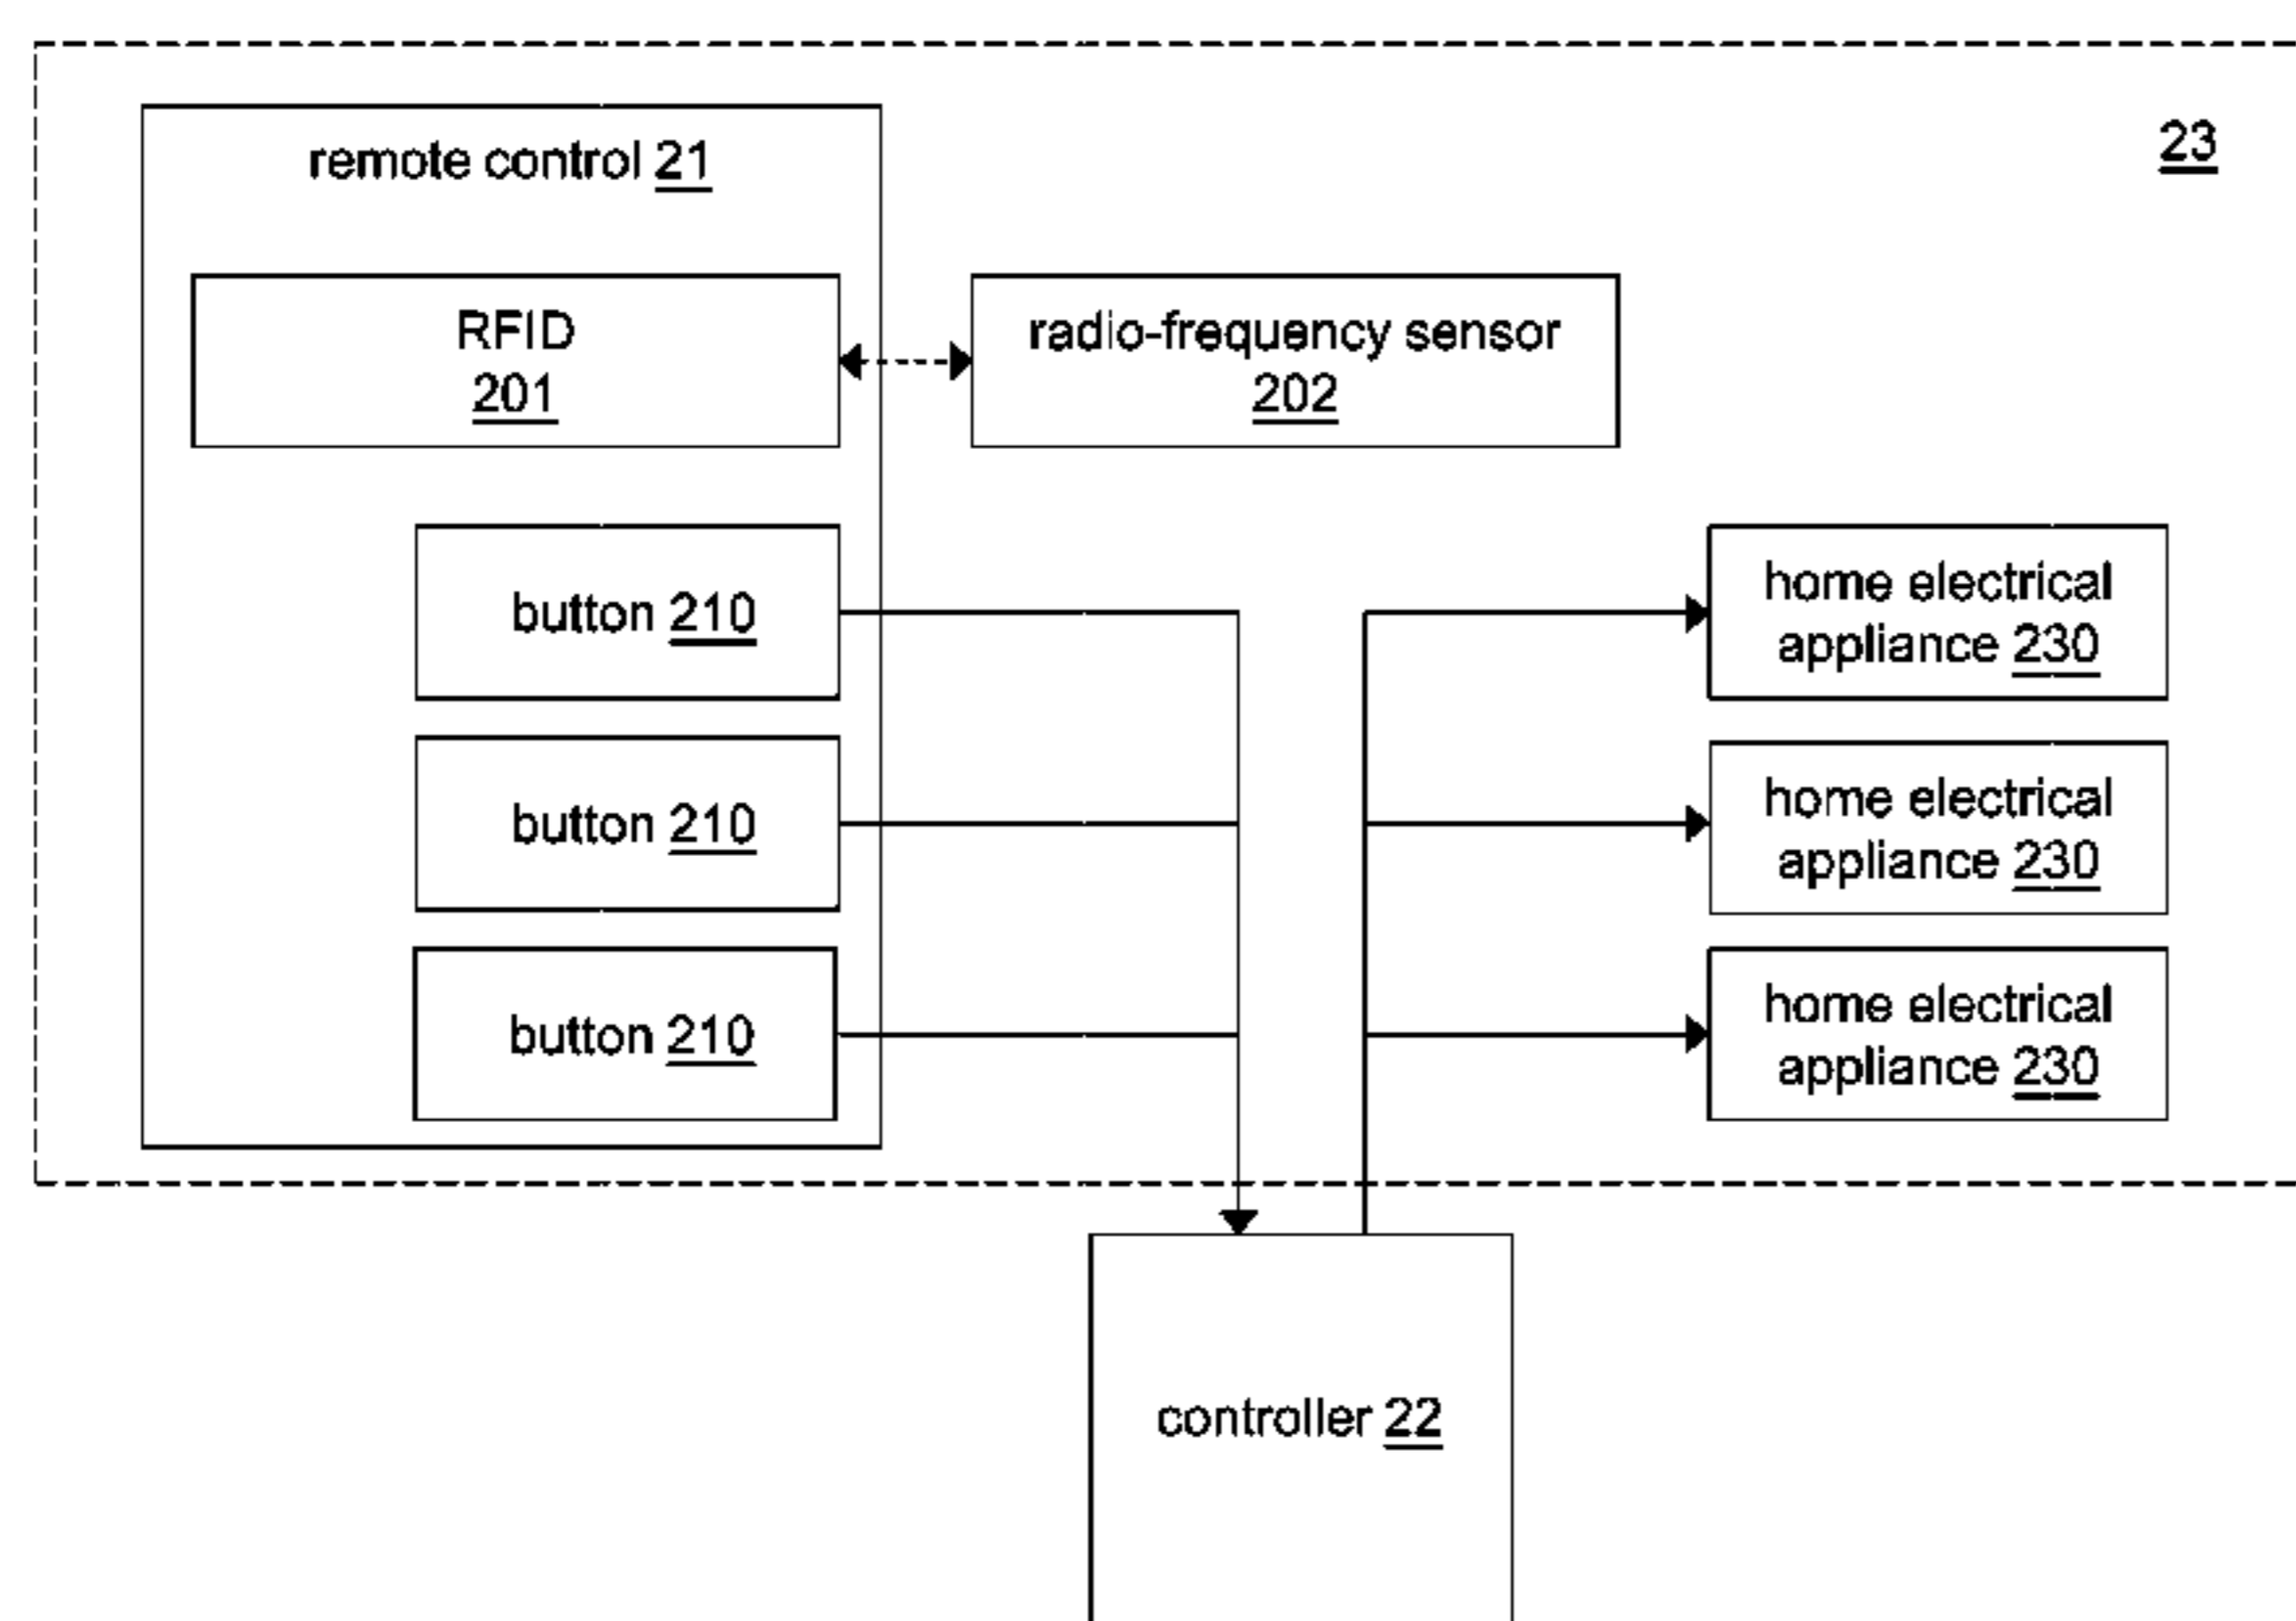 remote control 21
23
RFID
201
radio-frequency sensor
202
button 210
home electrical
appliance 230
button 210
home electrical
appliance 230
button 210
home electrical
appliance 230
controller 22